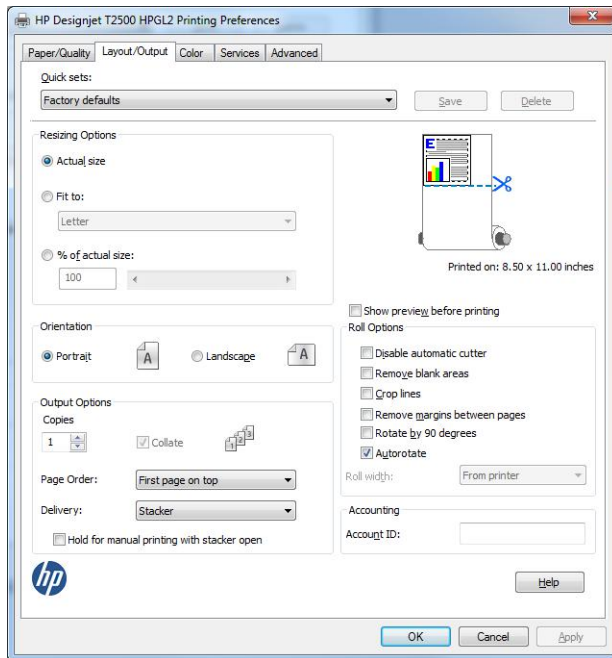 HP Designjet T2500 HPGL2 Printing Preferences
Paper/Quality Layout/Output Color Services Advanced
Quick sets:
Factory defaults Save Delete
Resizing Options
Actual size
Fit to:
Letter
% of actual size:
100
E
Printed on: 8.50 x 11.00 inches
Show preview before printing
Orientation
Portrait A Landscape A
Roll Options
Disable automatic cutter
Remove blank areas
Crop lines
Remove margins between pages
Rotate by 90 degrees
Autorotate
Roll width: From printer
Output Options
Copies
1 Collate 1 2 3
Page Order: First page on top
Delivery: Stacker
Hold for manual printing with stacker open
Accounting
Account ID:
hp
Help
OK Cancel Apply